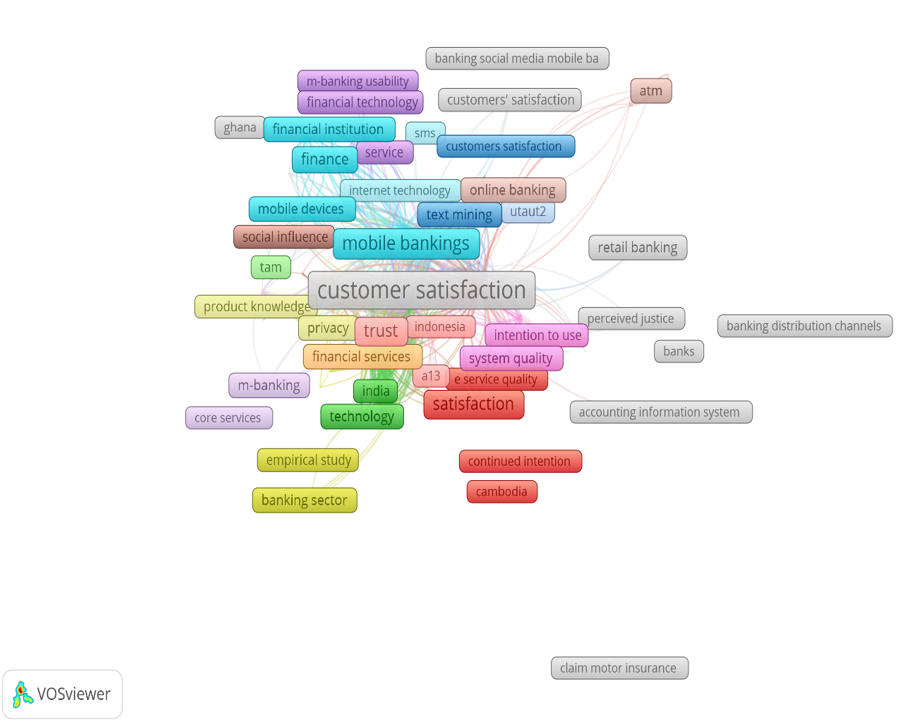 banking social media mobile ba
m-banking usability
atm
financial technology
customers' satisfaction
ghana
financial institution
sms
customers satisfaction
finance
service
internet technology
online banking
mobile devices
text mining
utaut2
social influence
mobile bankings
retail banking
tam
customer satisfaction
product knowledge
perceived justice
banking distribution channels
privacy
trust
indonesia
intention to use
banks
financial services
system quality
m-banking
a13
e service quality
india
satisfaction
core services
technology
accounting information system
empirical study
continued intention
banking sector
cambodia
claim motor insurance
VOSviewer